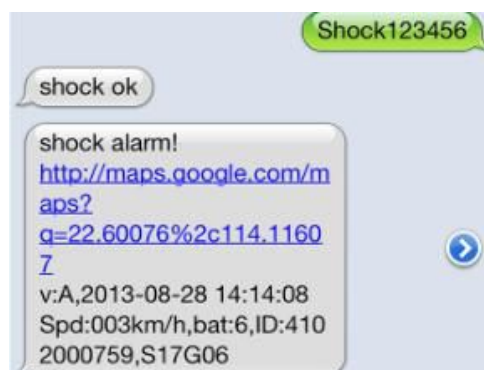 Shock123456
shock ok
shock alarm!
http://maps.google.com/m
aps?
q=22.60076%2c114.1160
7
v:A,2013-08-28 14:14:08
Spd:003km/h,bat:6,ID:410
2000759,S17G06